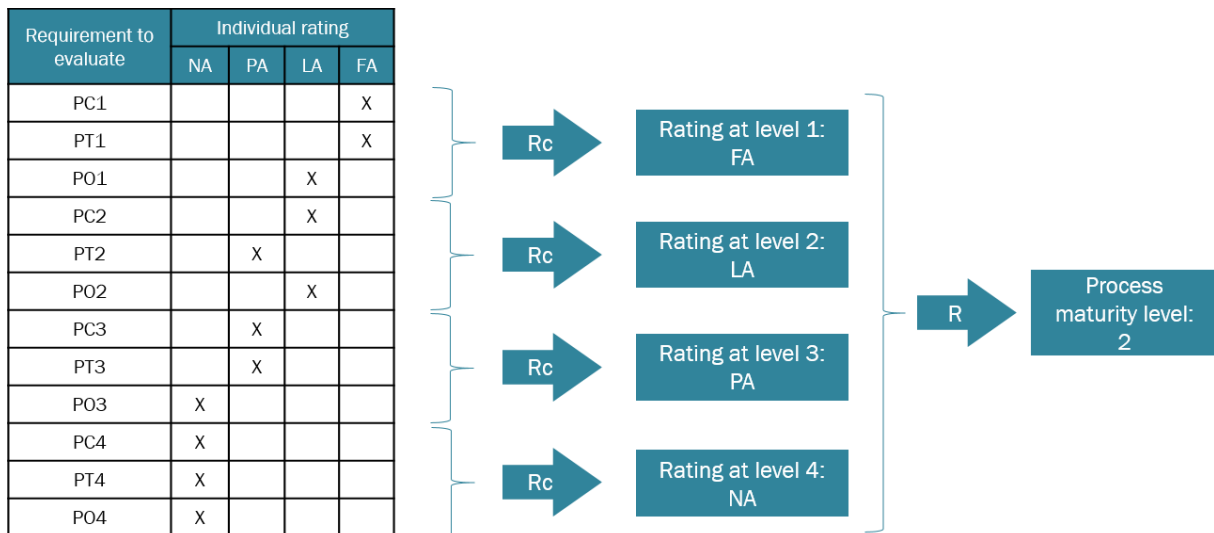 Requirement to
evaluate
Individual rating
NA PA LA FA
PC1 X
PT1 X
PO1 X
PC2 X
PT2 X
PO2 X
PC3 X
PT3 X
PO3 X
PC4 X
PT4 X
PO4 X
Rc
Rating at level 1:
FA
Rc
Rating at level 2:
LA
Rc
Rating at level 3:
PA
Rc
Rating at level 4:
NA
R
Process
maturity level:
2